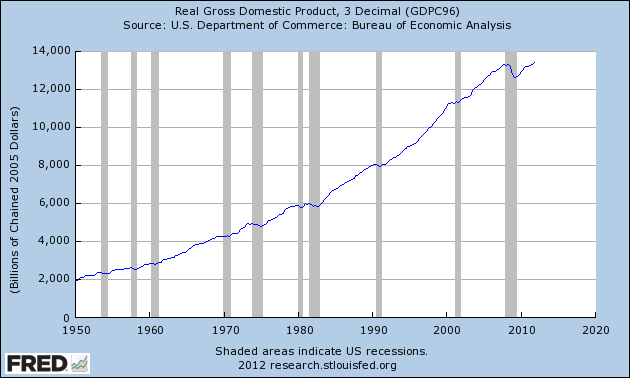 Real Gross Domestic Product, 3 Decimal (GDPC96)
Source: U.S. Department of Commerce: Bureau of Economic Analysis
(Billions of Chained 2005 Dollars)
14,000
12,000
10,000
8,000
6,000
4,000
2,000
0
1950 1960 1970 1980 1990 2000 2010 2020
Shaded areas indicate US recessions.
2012 research.stlouisfed.org
FRED